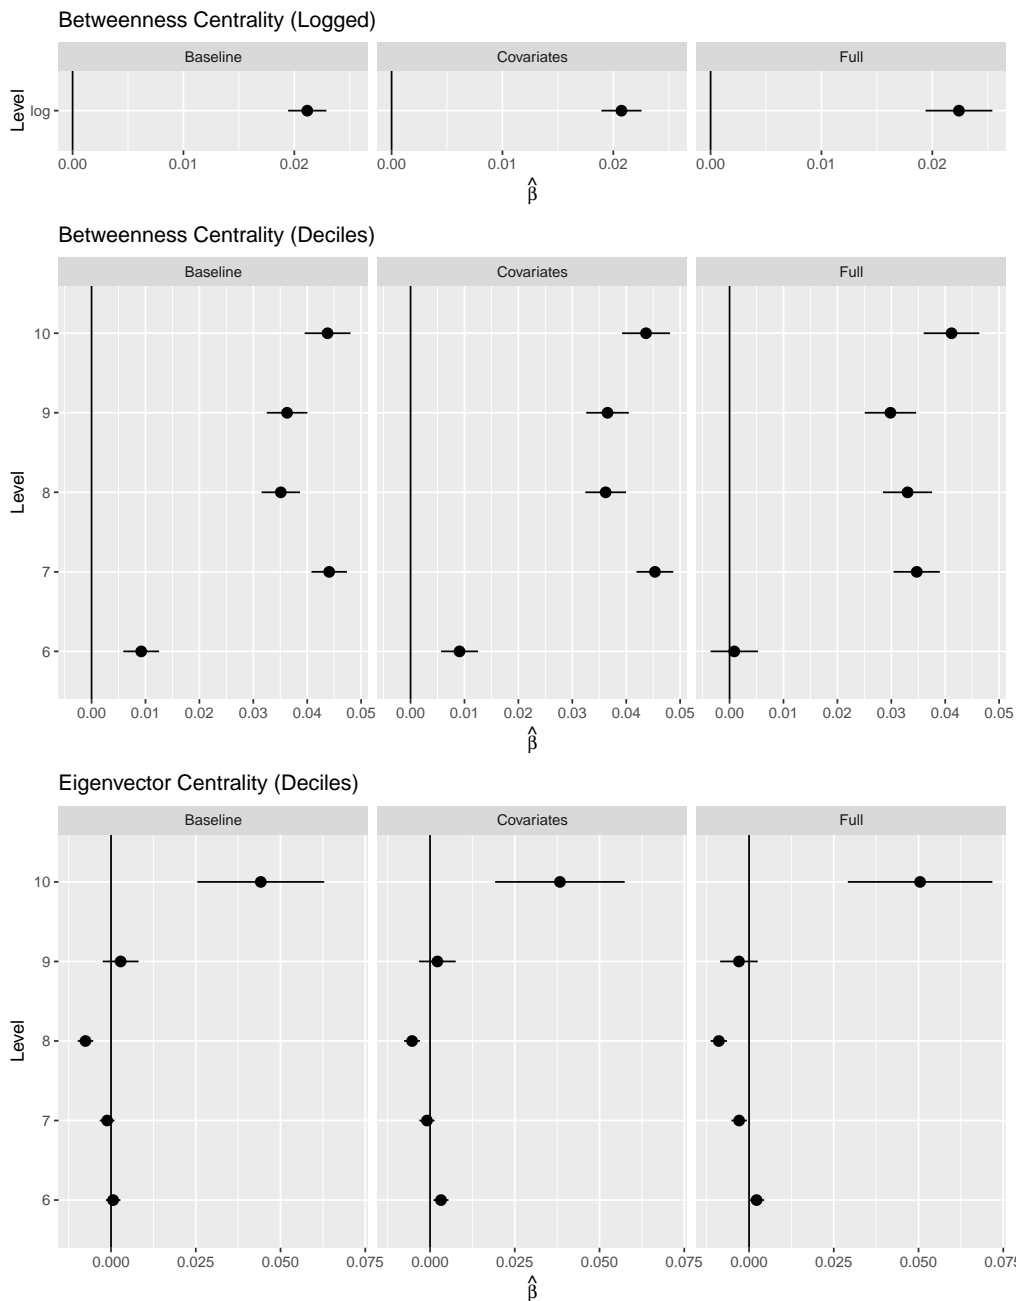 Betweenness Centrality (Logged)
Baseline Covariates Full
Level
log
0.00 0.01 0.02 0.00 0.01 0.02 0.00 0.01 0.02
β̂
Betweenness Centrality (Deciles)
Baseline Covariates Full
Level
10
9
8
7
6
0.00 0.01 0.02 0.03 0.04 0.05 0.00 0.01 0.02 0.03 0.04 0.05 0.00 0.01 0.02 0.03 0.04 0.05
β̂
Eigenvector Centrality (Deciles)
Baseline Covariates Full
Level
10
9
8
7
6
0.000 0.025 0.050 0.075 0.000 0.025 0.050 0.075 0.000 0.025 0.050 0.075
β̂